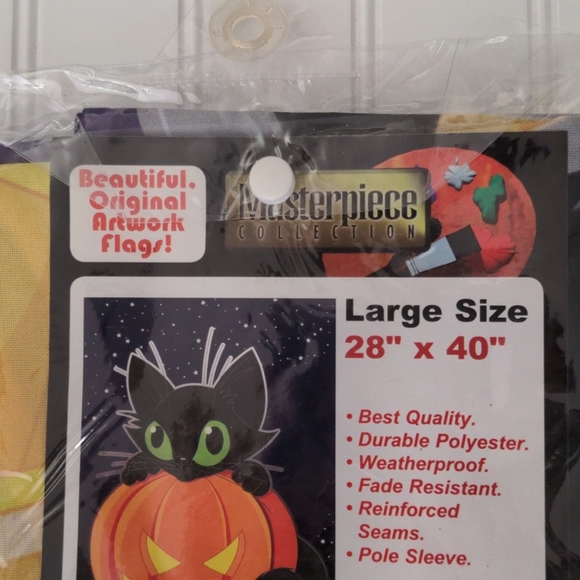 Beautiful,
Original
Artwork
Flags!
Masterpiece
COLLECTION
Large Size
28" x 40"
• Best Quality.
• Durable Polyester.
• Weatherproof.
• Fade Resistant.
• Reinforced
Seams.
• Pole Sleeve.